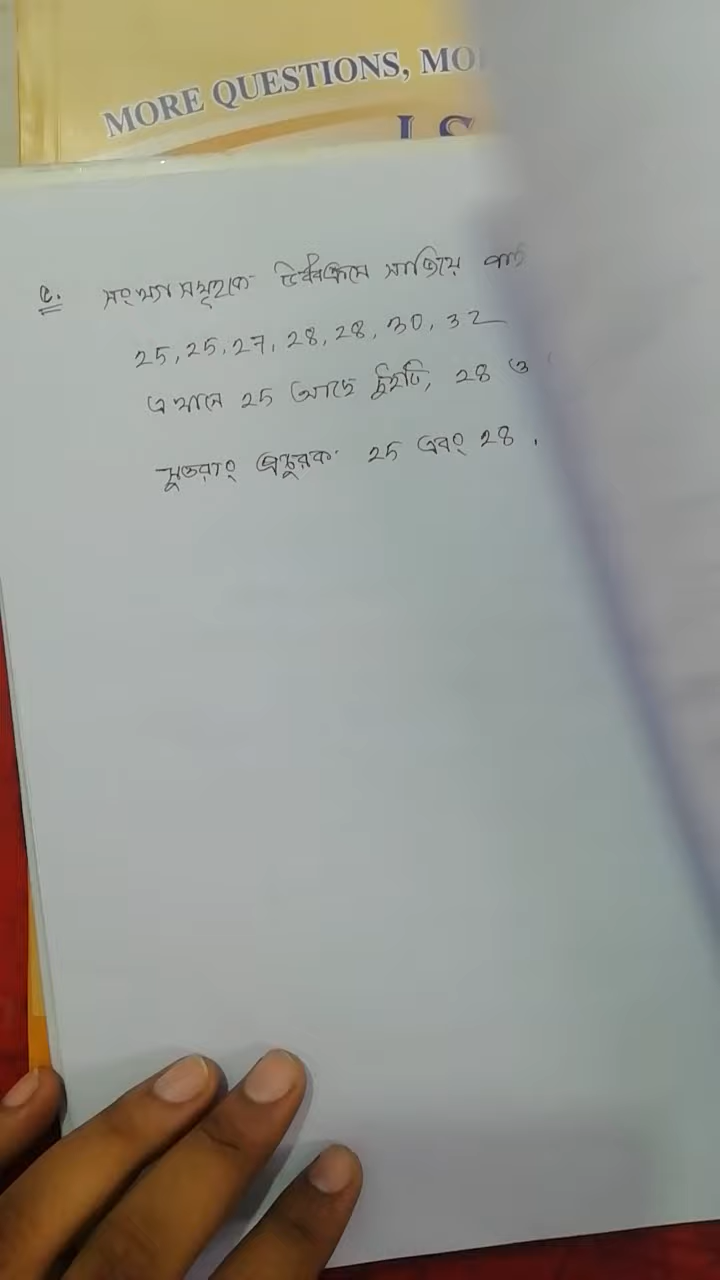 MORE QUESTIONS, MO
৫. সংখ্যা সমূহকে উর্ধ্বক্রমে সাজিয়ে পাই
25, 25, 27, 28, 28, 30, 32
এখানে 25 আছে দুইটি, 28 ও
সুতরাং প্রচুরক 25 এবং 28.